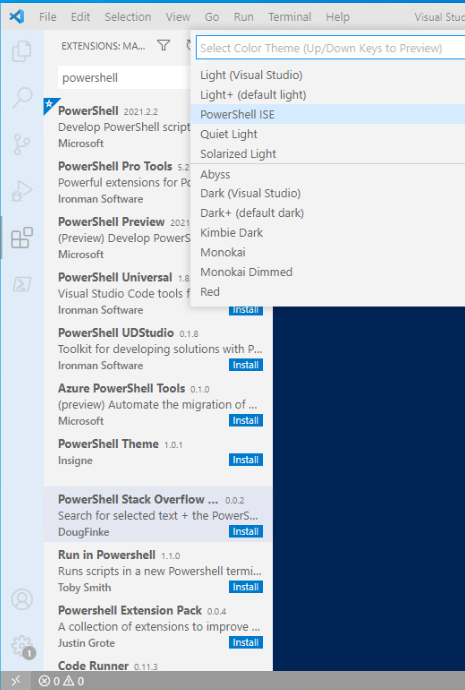 File Edit Selection View Go Run Terminal Help Visual Stu
EXTENSIONS: MA...
powershell
PowerShell 2021.2.2
Develop PowerShell script
Microsoft
PowerShell Pro Tools 5.2
Powerful extensions for Po
Ironman Software
PowerShell Preview 2021
(Preview) Develop PowerS
Microsoft
PowerShell Universal 1.8
Visual Studio Code tools f
Ironman Software Install
PowerShell UDStudio 0.1.8
Toolkit for developing solutions with P...
Ironman Software Install
Azure PowerShell Tools 0.1.0
(preview) Automate the migration of ...
Microsoft Install
PowerShell Theme 1.0.1
Insigne Install
PowerShell Stack Overflow ... 0.0.2
Search for selected text + the PowerS...
DougFinke Install
Run in Powershell 1.1.0
Runs scripts in a new Powershell termi...
Toby Smith Install
Powershell Extension Pack 0.0.4
A collection of extensions to improve ...
Justin Grote Install
Code Runner 0.11.3
Select Color Theme (Up/Down Keys to Preview)
Light (Visual Studio)
Light+ (default light)
PowerShell ISE
Quiet Light
Solarized Light
Abyss
Dark (Visual Studio)
Dark+ (default dark)
Kimbie Dark
Monokai
Monokai Dimmed
Red
1
0 0